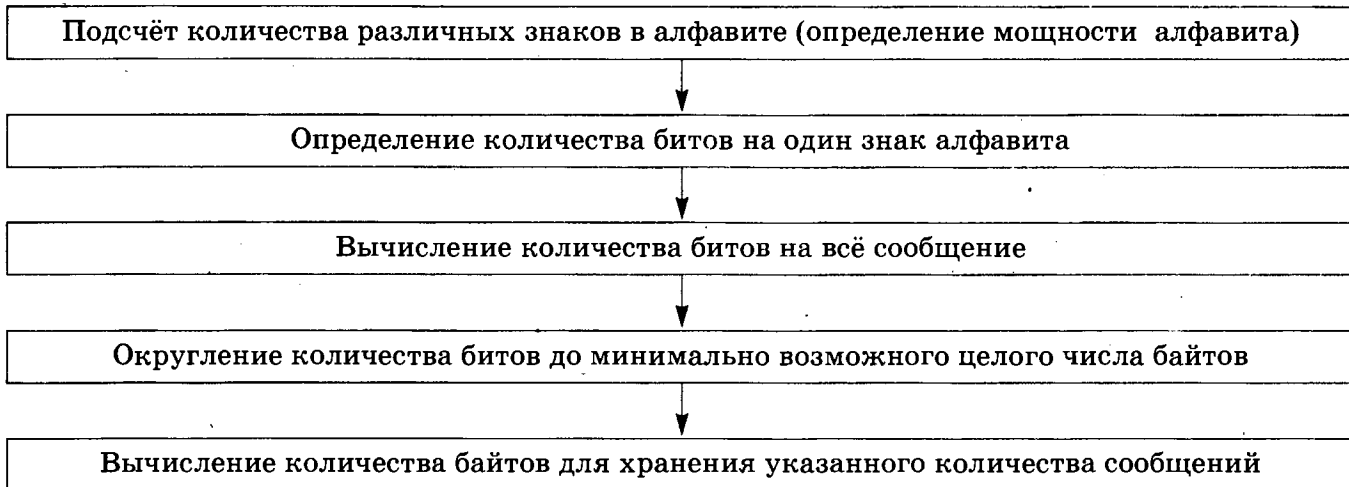 Подсчёт количества различных знаков в алфавите (определение мощности алфавита)
Определение количества битов на один знак алфавита
Вычисление количества битов на всё сообщение
Округление количества битов до минимально возможного целого числа байтов
Вычисление количества байтов для хранения указанного количества сообщений